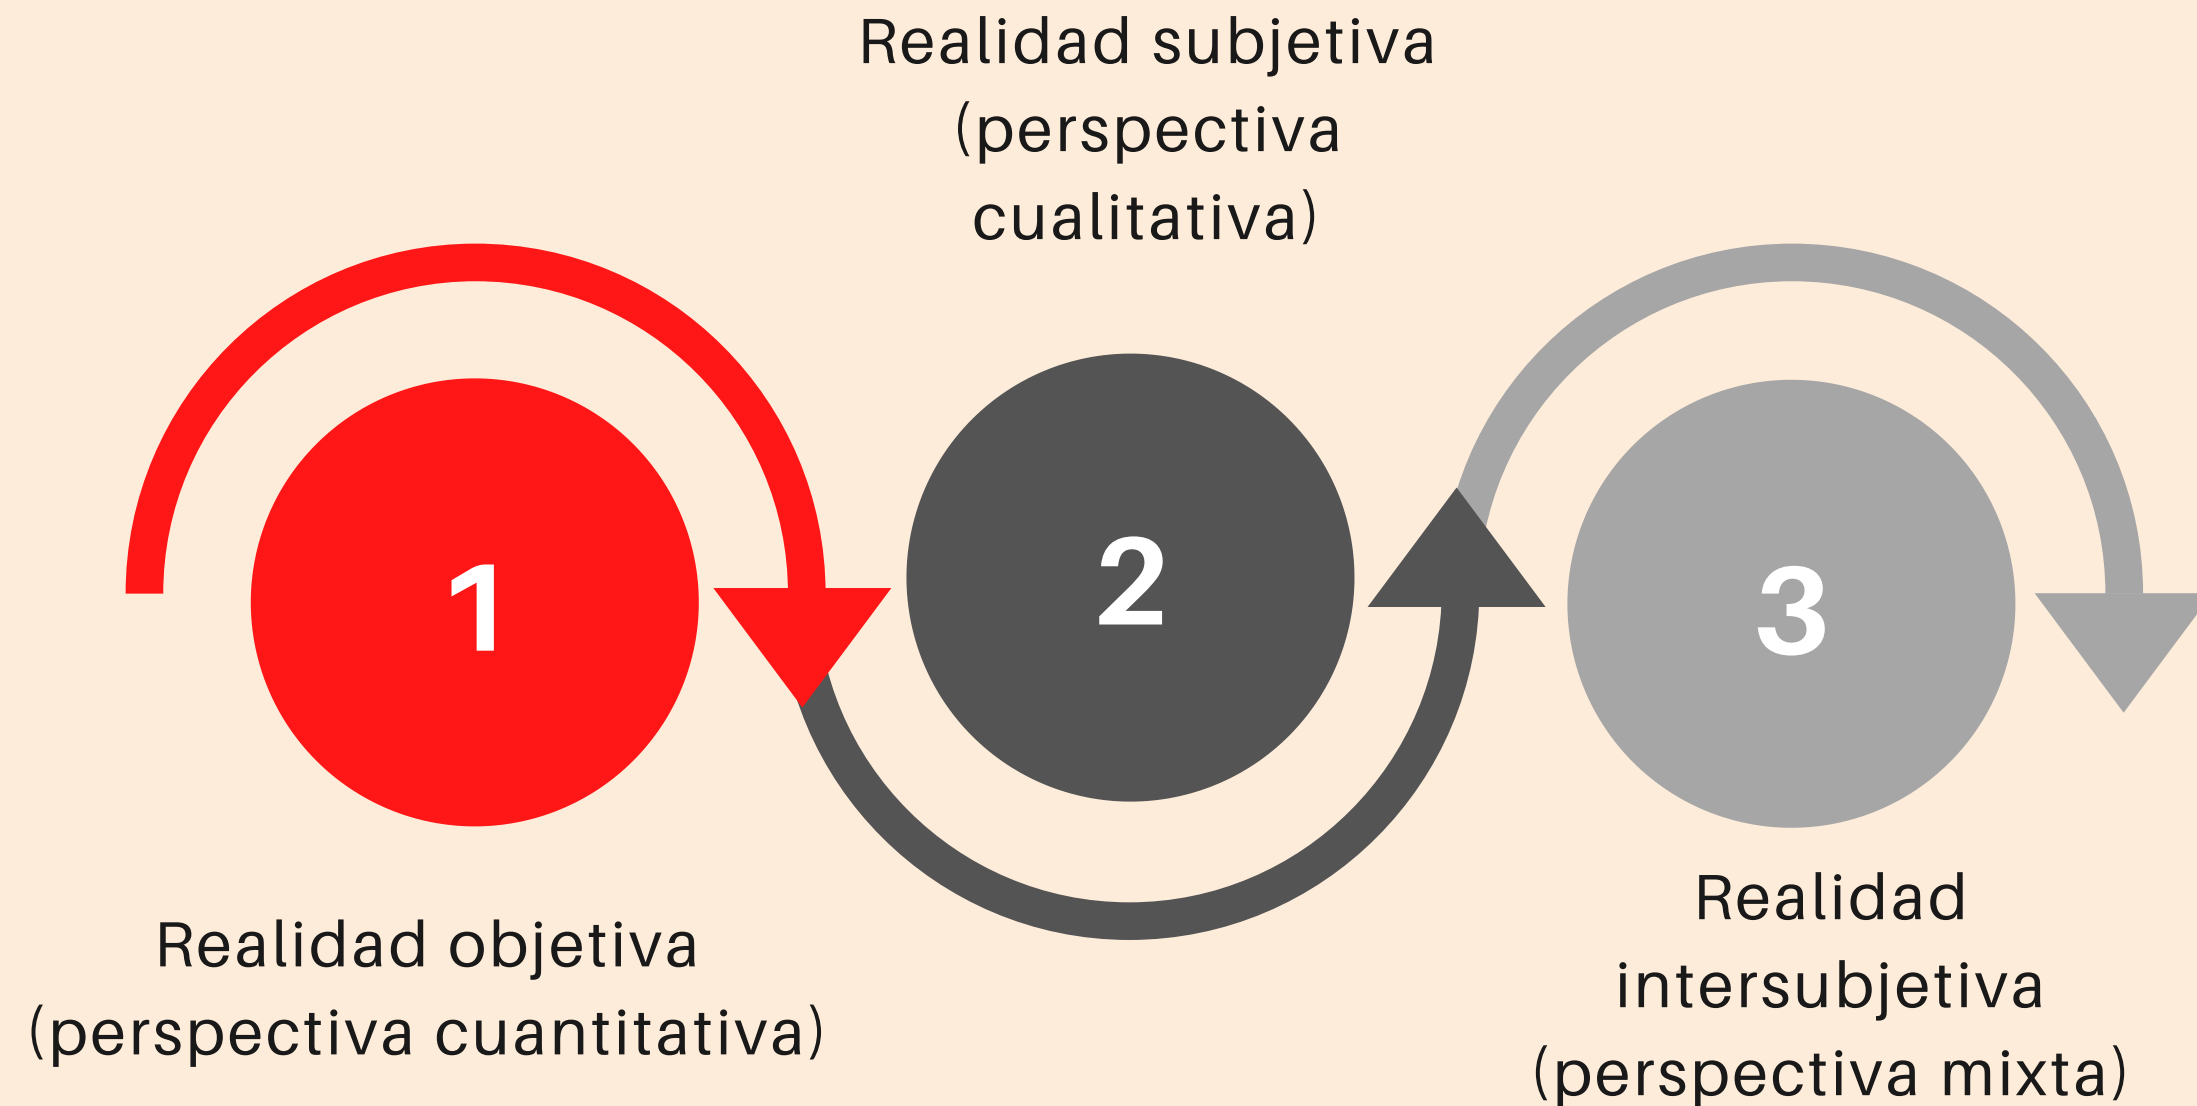 Realidad subjetiva
(perspectiva
cualitativa)
1
2
3
Realidad objetiva
(perspectiva cuantitativa)
Realidad
intersubjetiva
(perspectiva mixta)